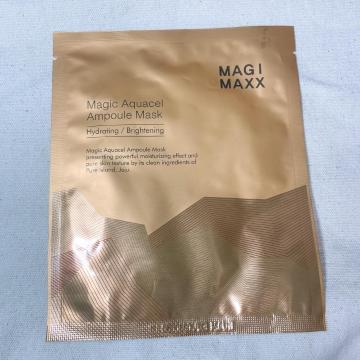 MAGI
MAXX
Magic Aquacel
Ampoule Mask
Hydrating / Brightening
Magic Aquacel Ampoule Mask
presenting powerful moisturizing effect and
pure skin texture by its clean ingredients of
Pure Island, Jeju.